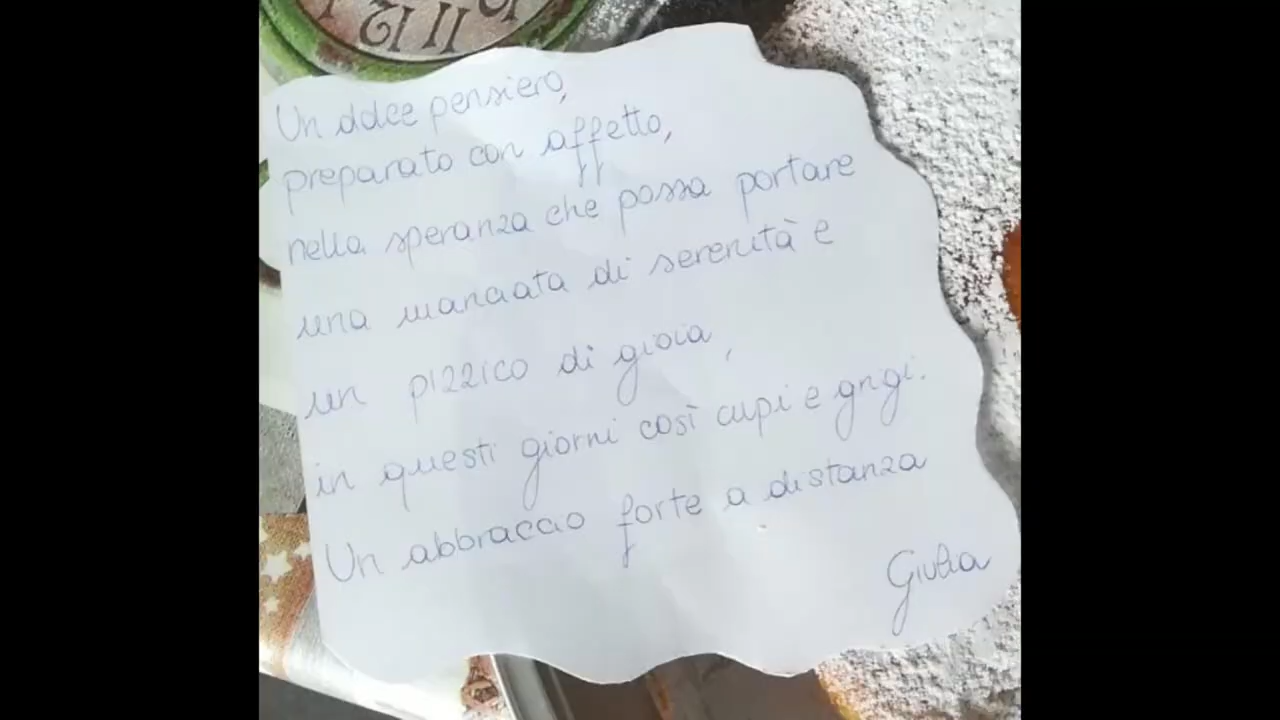 Un dolce pensiero,
preparato con affetto,
nella speranza che possa portare
una manciata di serenità e
un pizzico di gioia,
in questi giorni così cupi e grigi.
Un abbraccio forte a distanza
Giulia